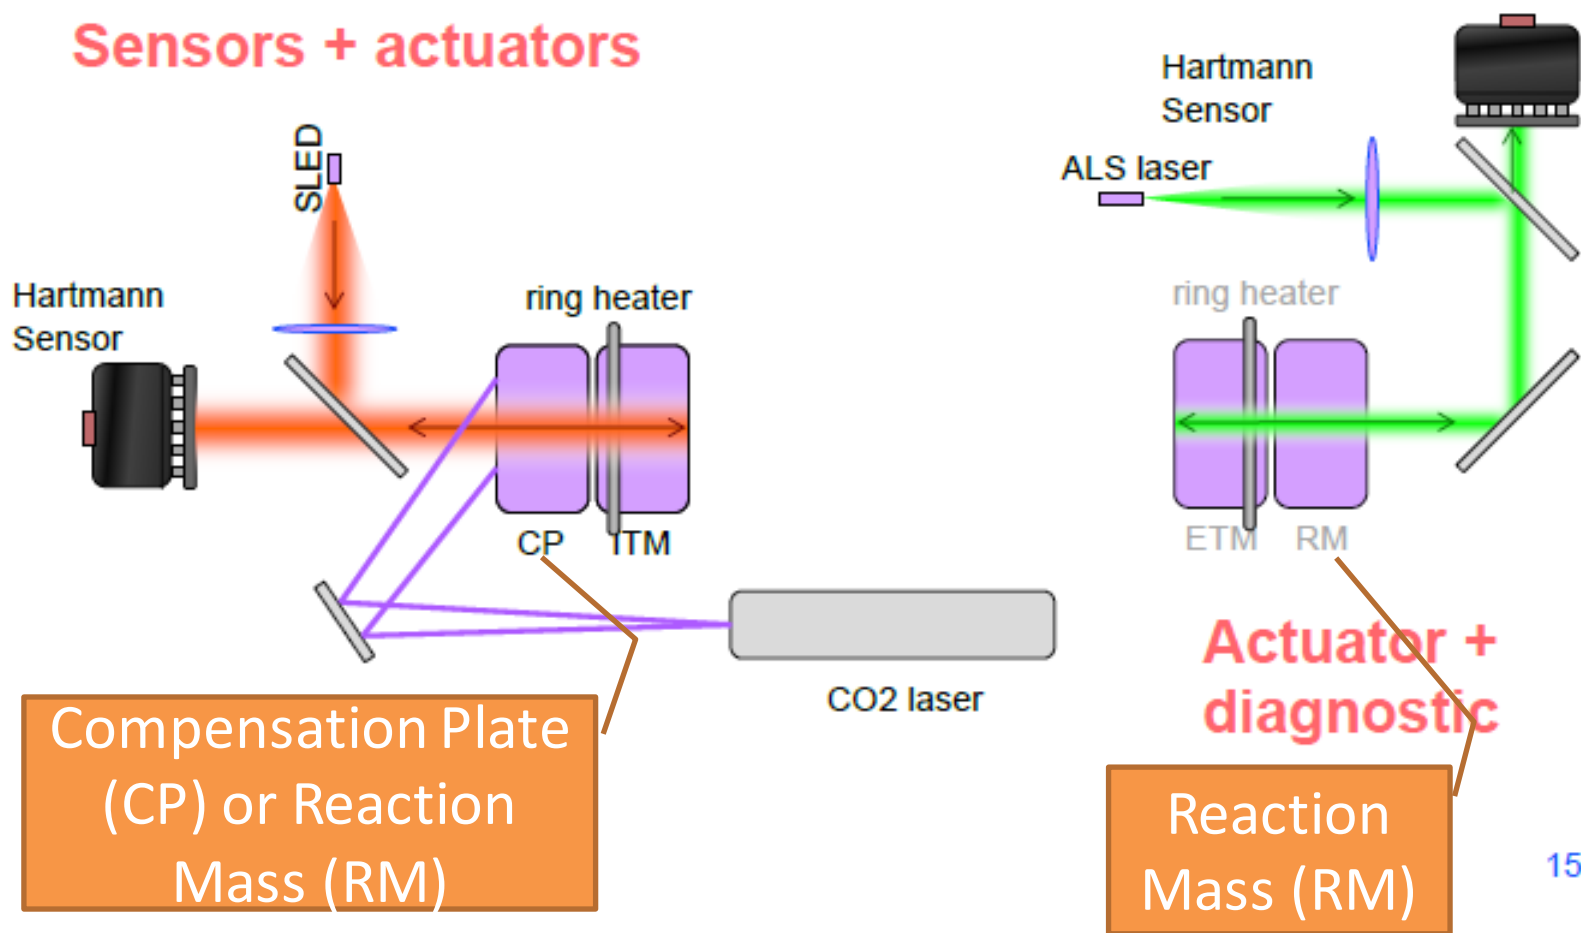 Sensors + actuators
SLED
Hartmann
Sensor
ring heater
CP
ITM
CO2 laser
Compensation Plate
(CP) or Reaction
Mass (RM)
Hartmann
Sensor
ALS laser
ring heater
ETM
RM
Actuator +
diagnostic
Reaction
Mass (RM)
15